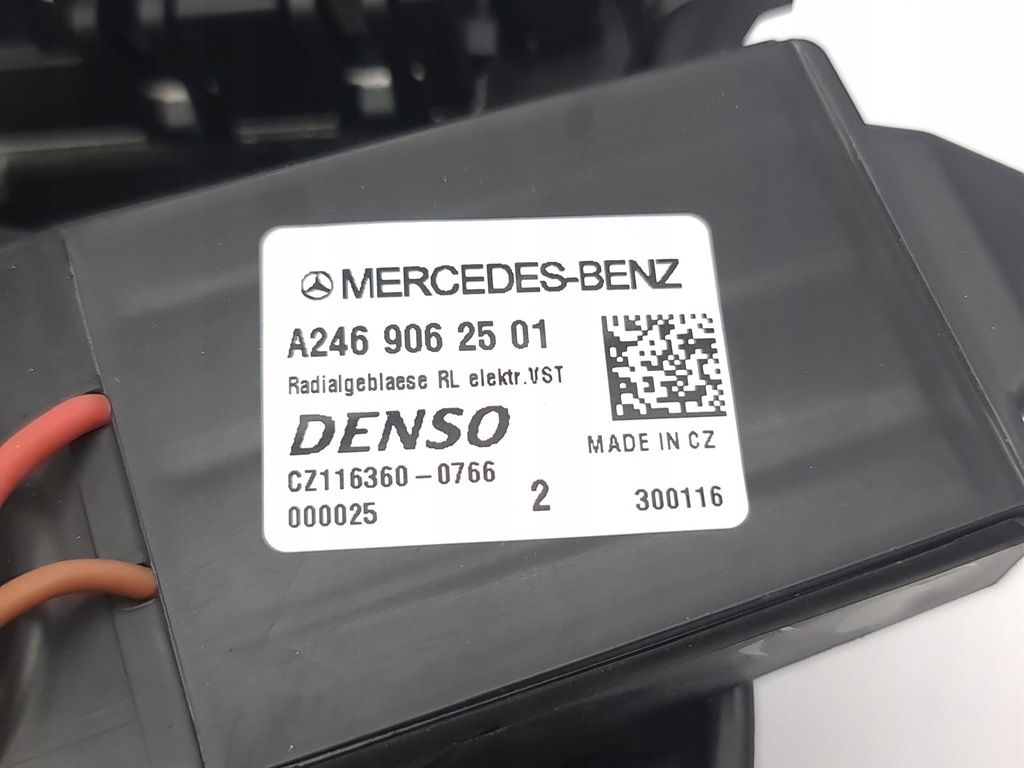 MERCEDES-BENZ
A246 906 25 01
Radialgeblaese RL elektr.VST
DENSO
MADE IN CZ
CZ116360-0766
000025
2
300116